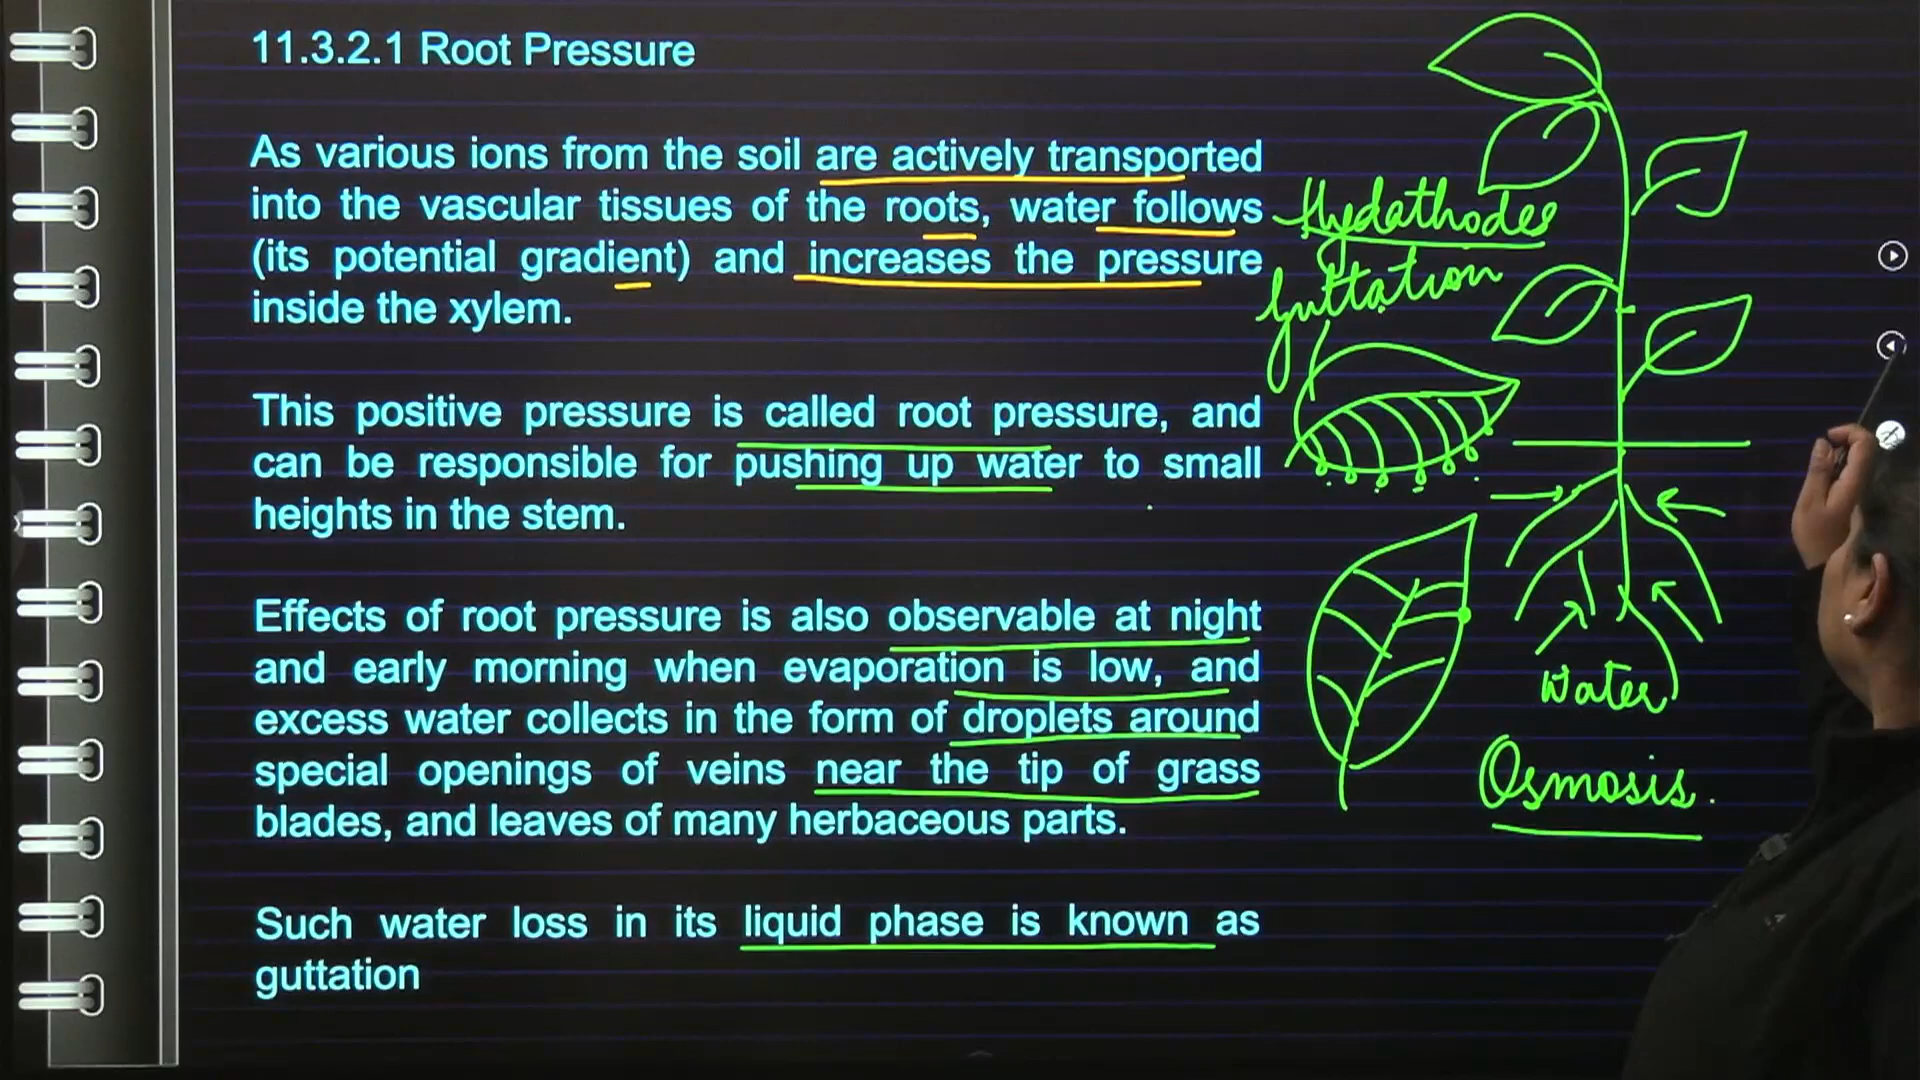 11.3.2.1 Root Pressure
As various ions from the soil are actively transported
into the vascular tissues of the roots, water follows
(its potential gradient) and increases the pressure
inside the xylem.
This positive pressure is called root pressure, and
can be responsible for pushing up water to small
heights in the stem.
Effects of root pressure is also observable at night
and early morning when evaporation is low, and
excess water collects in the form of droplets around
special openings of veins near the tip of grass
blades, and leaves of many herbaceous parts.
Such water loss in its liquid phase is known as
guttation
Hydathodes
Guttation
Water
Osmosis.